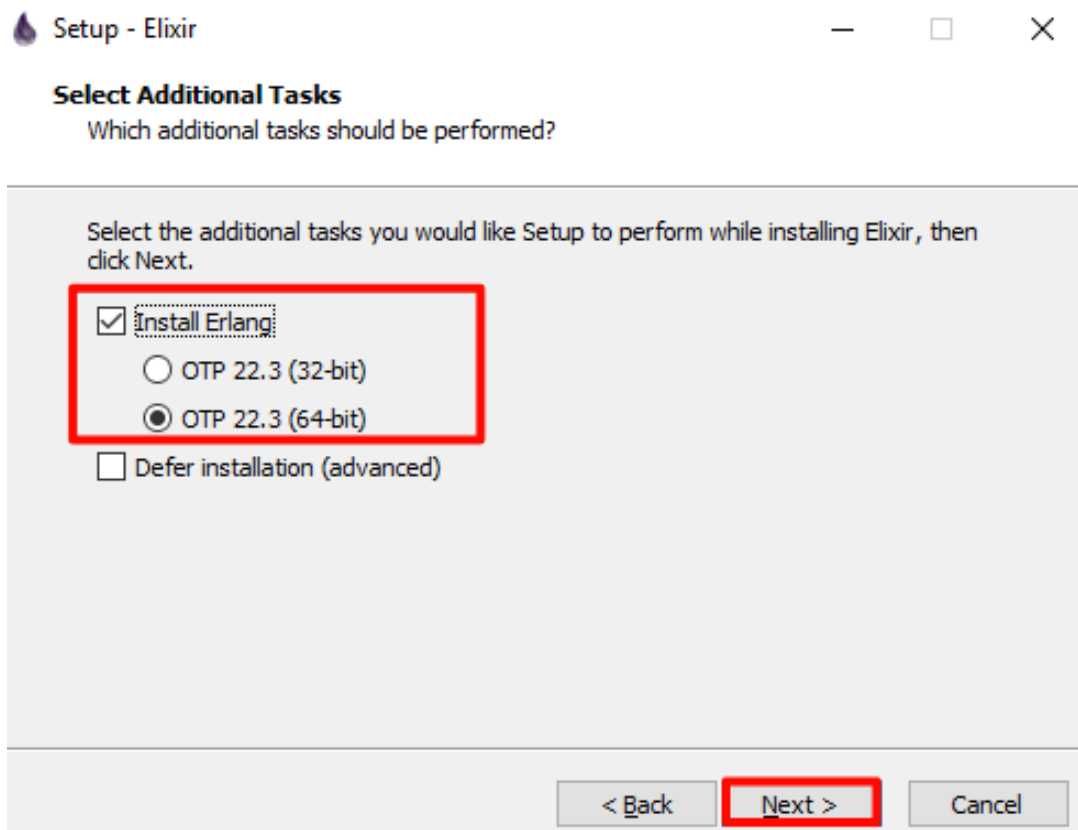 Setup - Elixir
Select Additional Tasks
Which additional tasks should be performed?
Select the additional tasks you would like Setup to perform while installing Elixir, then
click Next.
Install Erlang
OTP 22.3 (32-bit)
OTP 22.3 (64-bit)
Defer installation (advanced)
< Back
Next >
Cancel